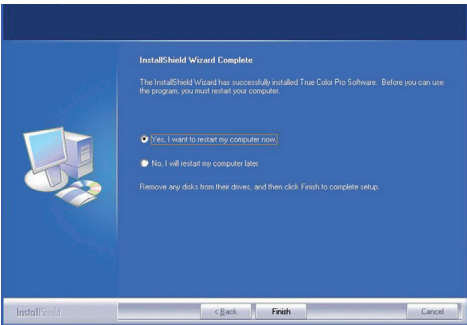 InstallShield Wizard Complete
The InstallShield Wizard has successfully installed True Color Pro Software. Before you can use
the program, you must restart your computer.
Yes, I want to restart my computer now.
No, I will restart my computer later.
Remove any disks from their drives, and then click Finish to complete setup.
InstallShield
< Back Finish Cancel